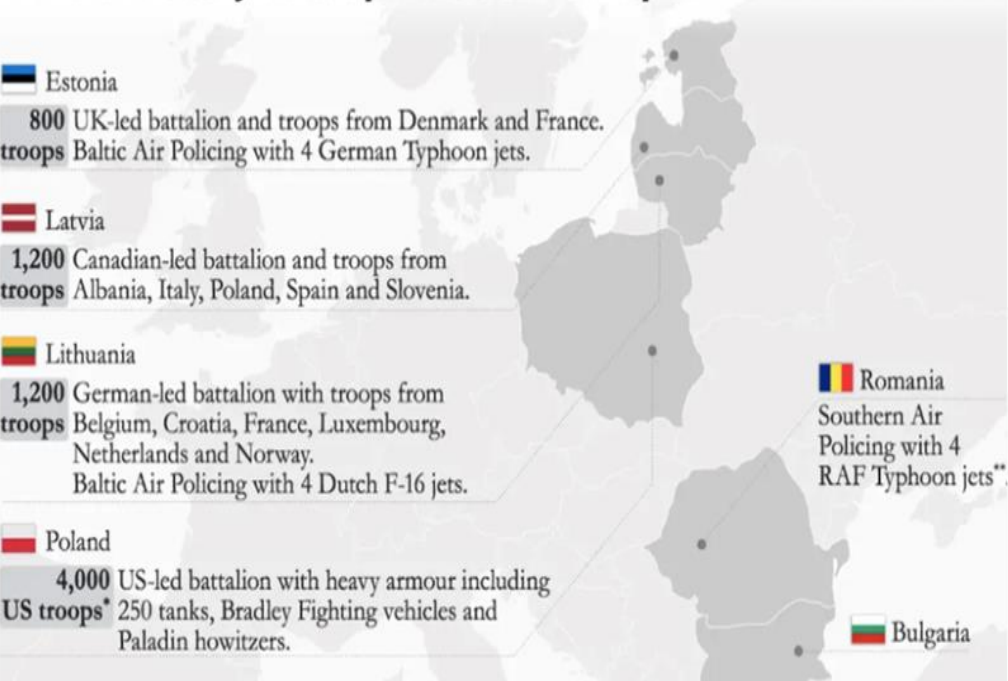 Estonia
800 UK-led battalion and troops from Denmark and France.
troops Baltic Air Policing with 4 German Typhoon jets.
Latvia
1,200 Canadian-led battalion and troops from
troops Albania, Italy, Poland, Spain and Slovenia.
Lithuania
1,200 German-led battalion with troops from
troops Belgium, Croatia, France, Luxembourg,
Netherlands and Norway.
Baltic Air Policing with 4 Dutch F-16 jets.
Poland
4,000 US-led battalion with heavy armour including
US troops* 250 tanks, Bradley Fighting vehicles and
Paladin howitzers.
Romania
Southern Air
Policing with 4
RAF Typhoon jets**
Bulgaria